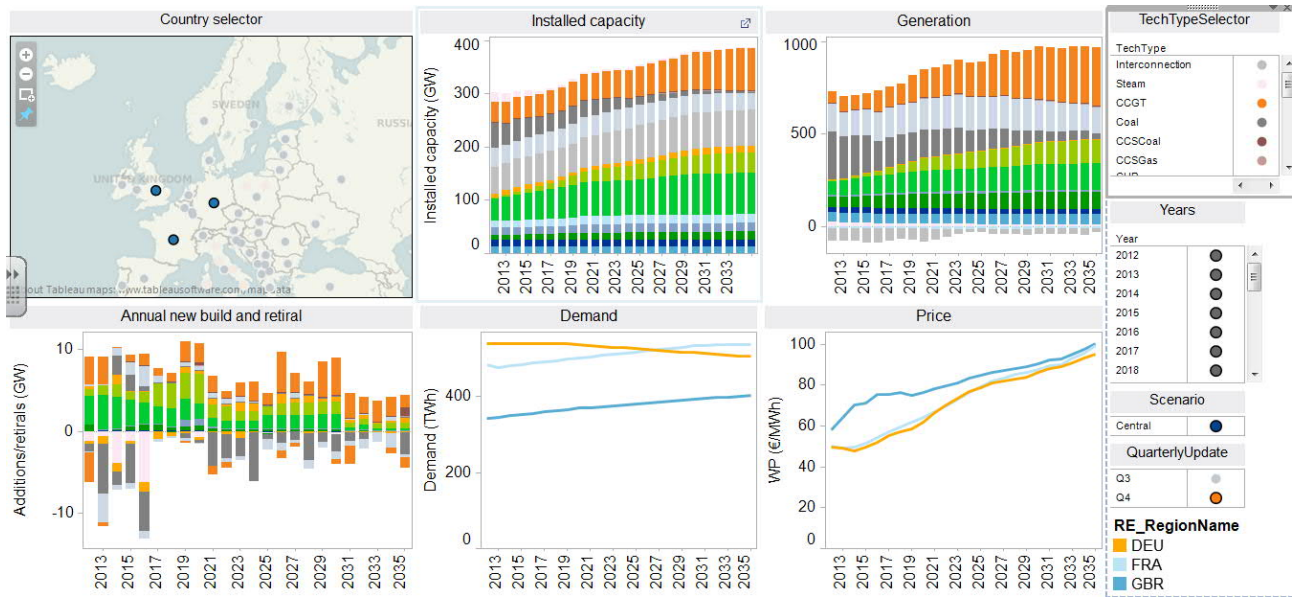 Country selector
SWEDEN
RUSSIA
UNITED KINGDOM
out Tableau maps: www.tableausoftware.com/mapdata
Installed capacity
Installed capacity (GW)
400
300
200
100
0
2013
2015
2017
2019
2021
2023
2025
2027
2029
2031
2033
Generation
1000
500
0
2013
2015
2017
2019
2021
2023
2025
2027
2029
2031
2033
2035
TechTypeSelector
TechType
Interconnection
Steam
CCGT
Coal
CCSCoal
CCSGas
Years
Year
2012
2013
2014
2015
2016
2017
2018
Scenario
Central
QuarterlyUpdate
Q3
Q4
RE_RegionName
DEU
FRA
GBR
Annual new build and retiral
Additions/retirals (GW)
10
0
-10
2013
2015
2017
2019
2021
2023
2025
2027
2029
2031
2033
2035
Demand
Demand (TWh)
400
200
0
2013
2015
2017
2019
2021
2023
2025
2027
2029
2031
2033
2035
Price
WP (€/MWh)
100
80
60
40
20
0
2013
2015
2017
2019
2021
2023
2025
2027
2029
2031
2033
2035